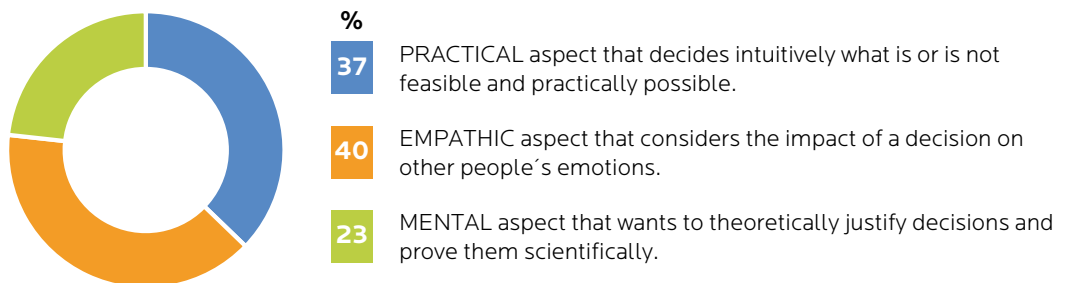 %
37 PRACTICAL aspect that decides intuitively what is or is not
feasible and practically possible.
40 EMPATHIC aspect that considers the impact of a decision on
other people´s emotions.
23 MENTAL aspect that wants to theoretically justify decisions and
prove them scientifically.